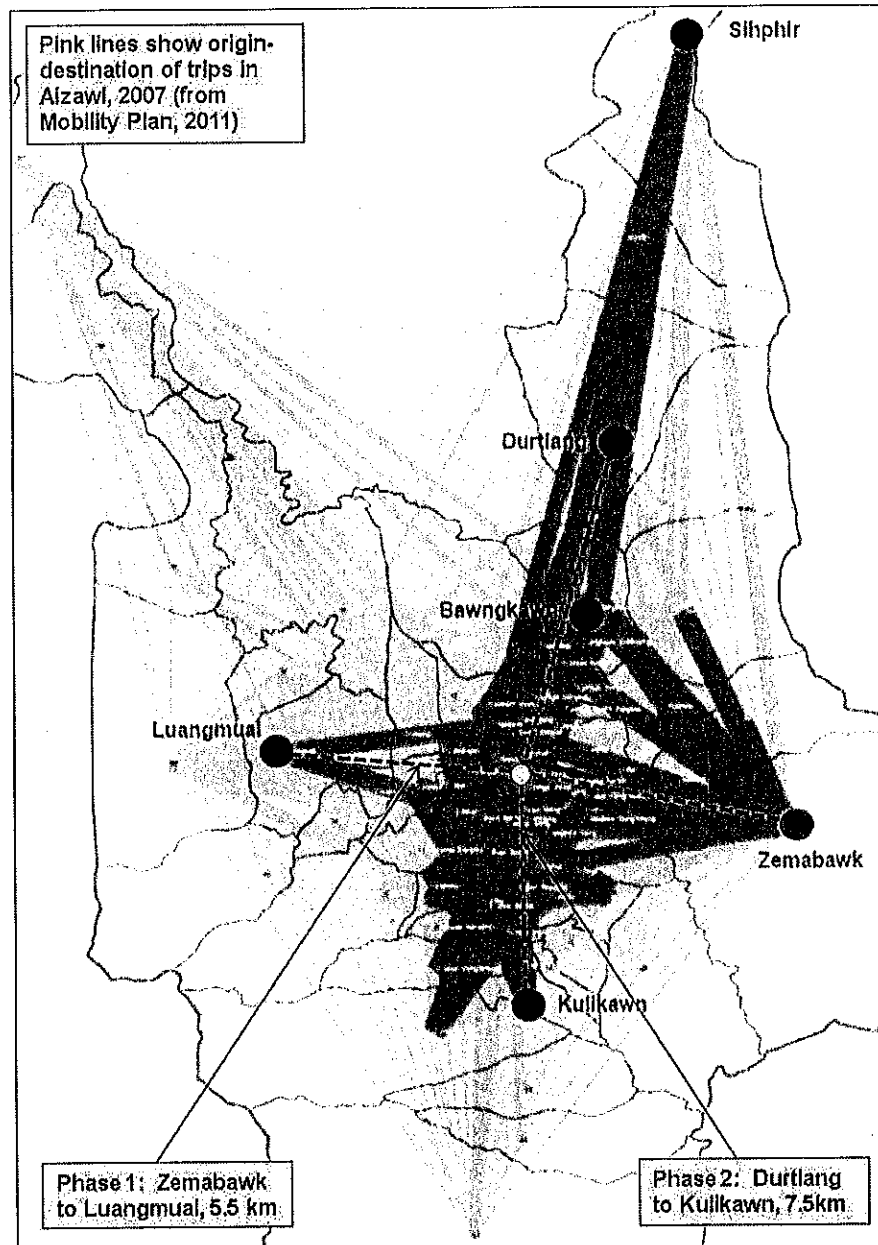 Pink lines show origin-
destination of trips in
Aizawl, 2007 (from
Mobility Plan, 2011)
Sihphir
Durtlang
Bawngkawn
Luangmual
Zemabawk
Kulikawn
Phase 1: Zemabawk
to Luangmual, 5.5 km
Phase 2: Durtlang
to Kulikawn, 7.5km